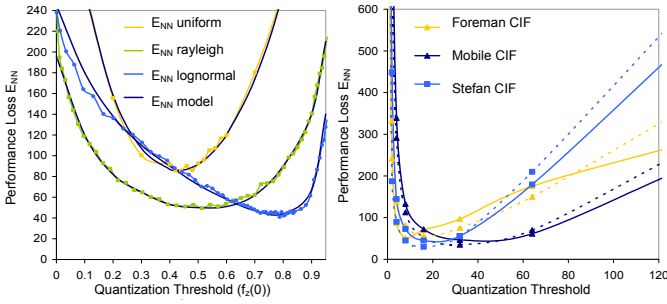 240
220
200
180
160
140
120
100
80
60
40
20
0
Performance Loss E_NN
E_NN uniform
E_NN rayleigh
E_NN lognormal
E_NN model
0 0.1 0.2 0.3 0.4 0.5 0.6 0.7 0.8 0.9
Quantization Threshold (f_z(0))
600
500
400
300
200
100
0
Performance Loss E_NN
Foreman CIF
Mobile CIF
Stefan CIF
0 20 40 60 80 100 120
Quantization Threshold